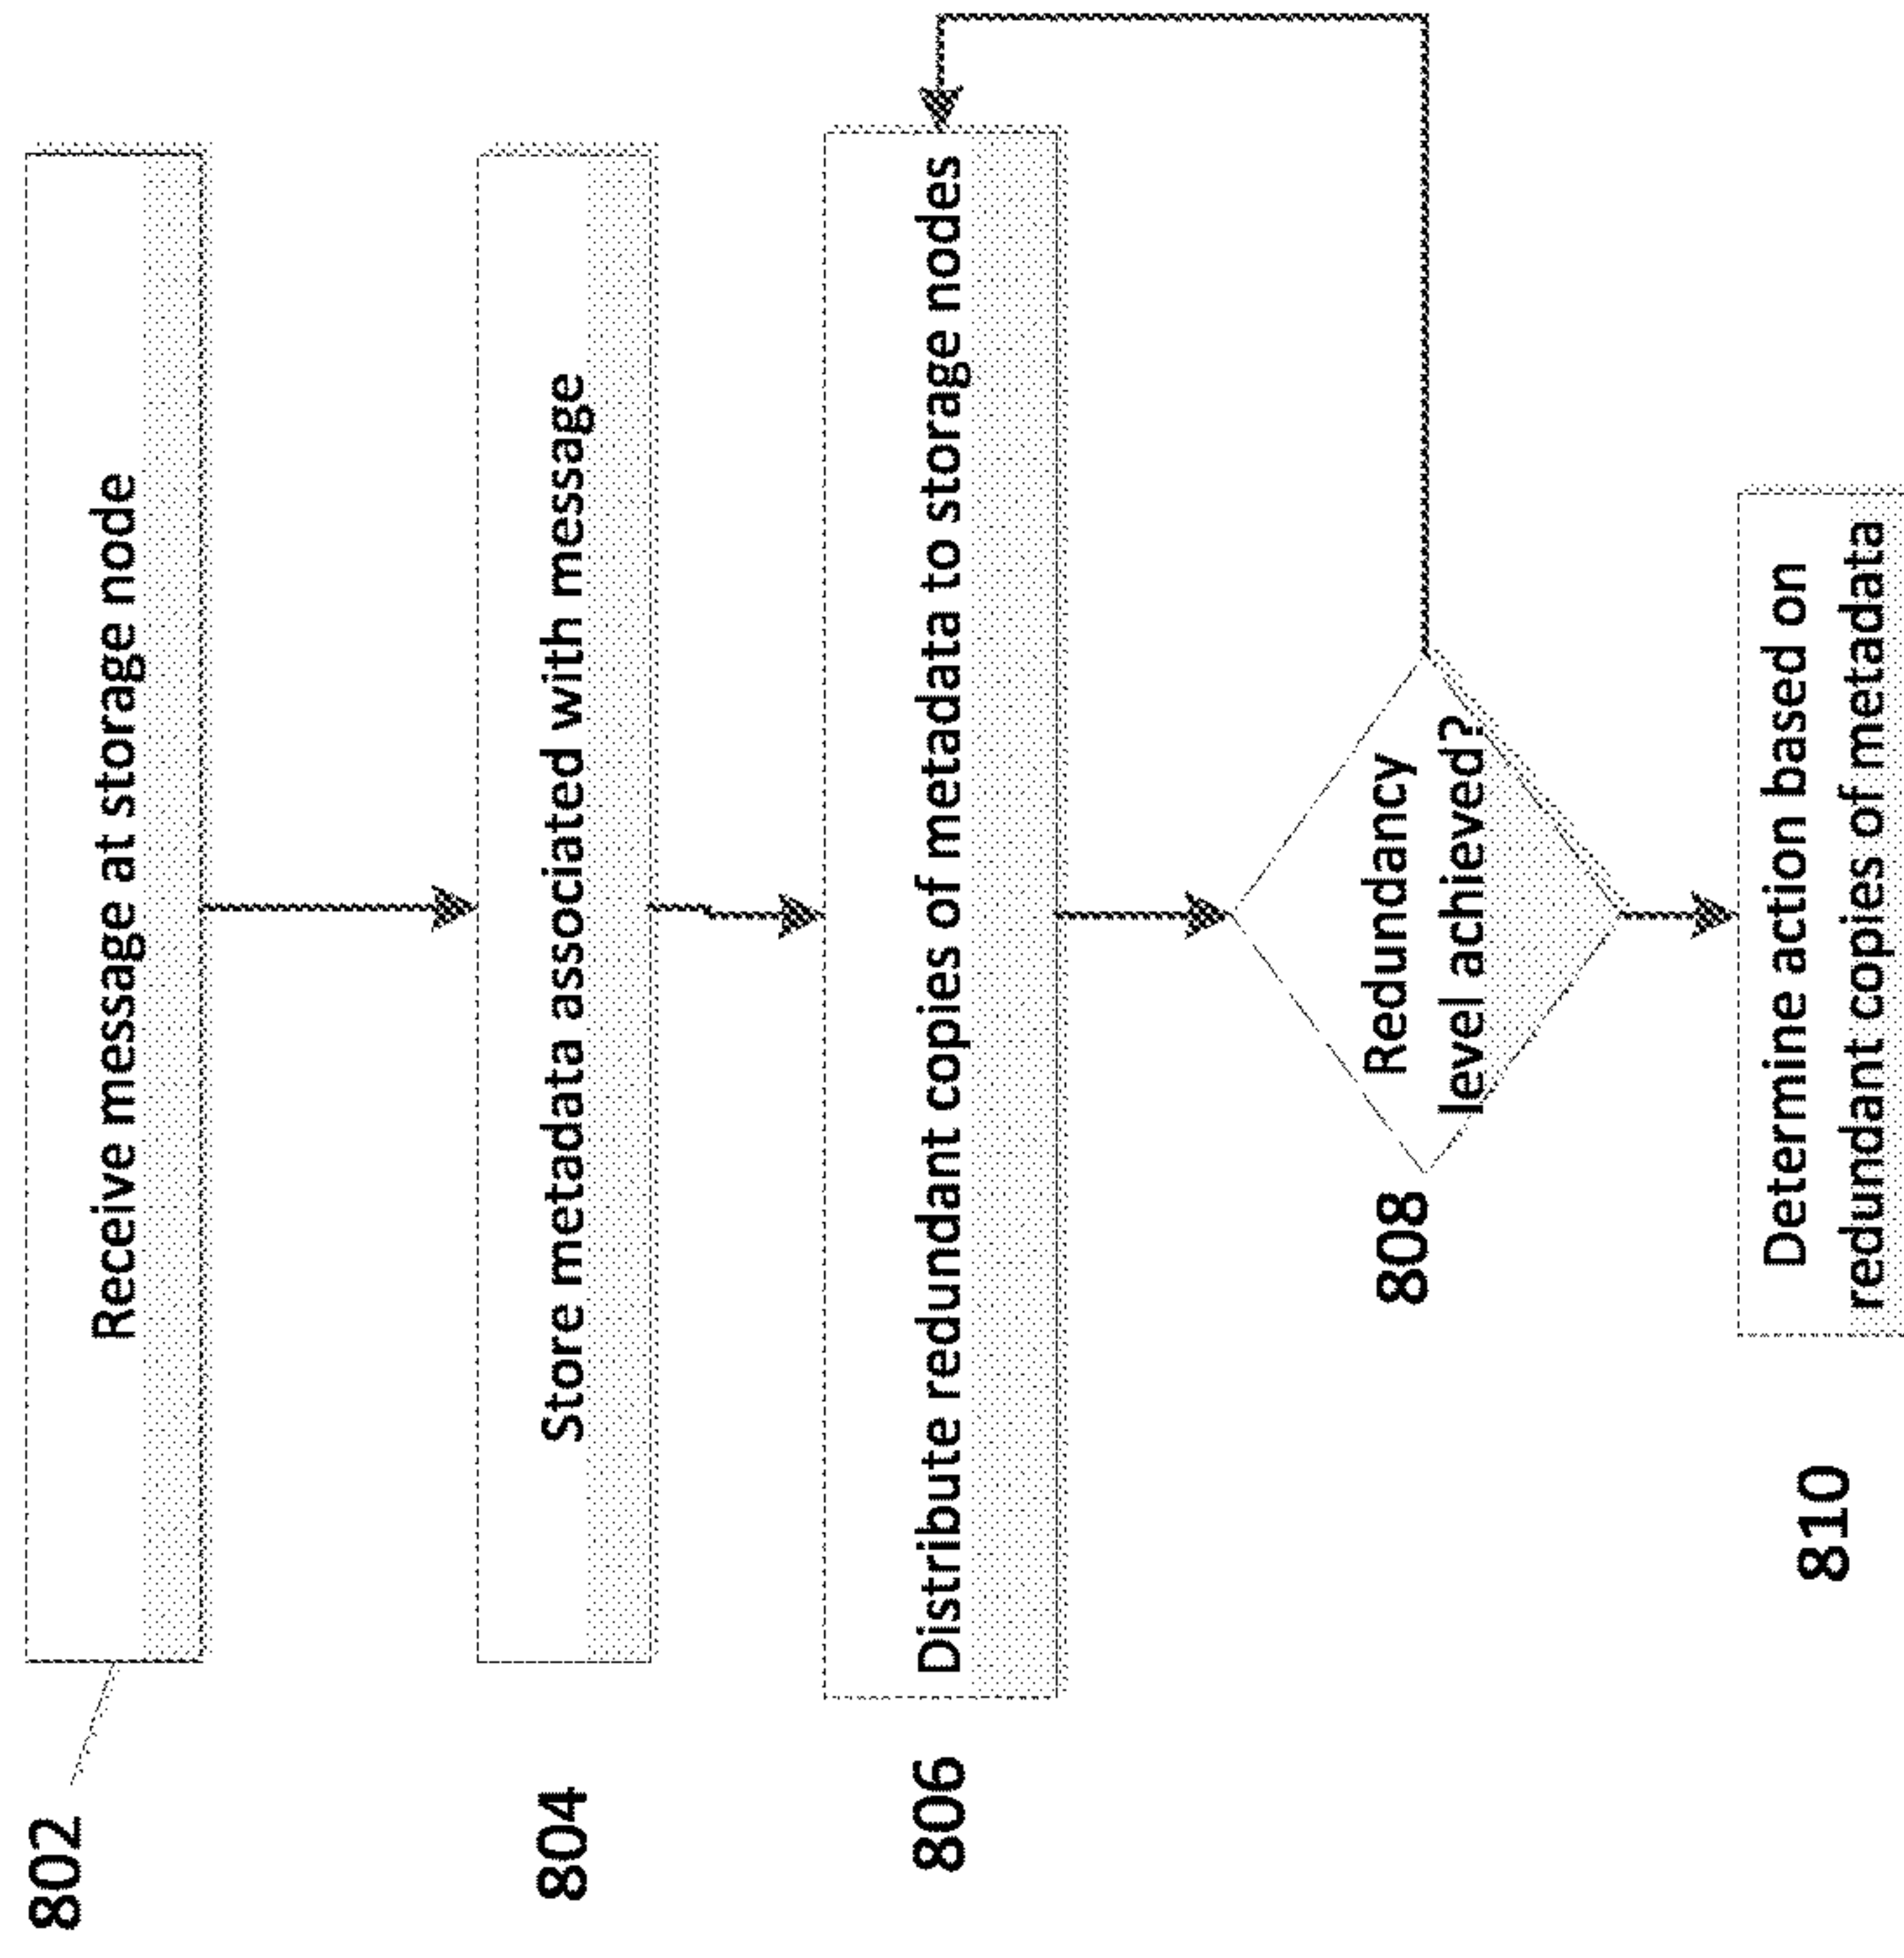 802
Receive message at storage node
804
Store metadata associated with message
806
Distribute redundant copies of metadata to storage nodes
808
Redundancy
level achieved?
810
Determine action based on
redundant copies of metadata